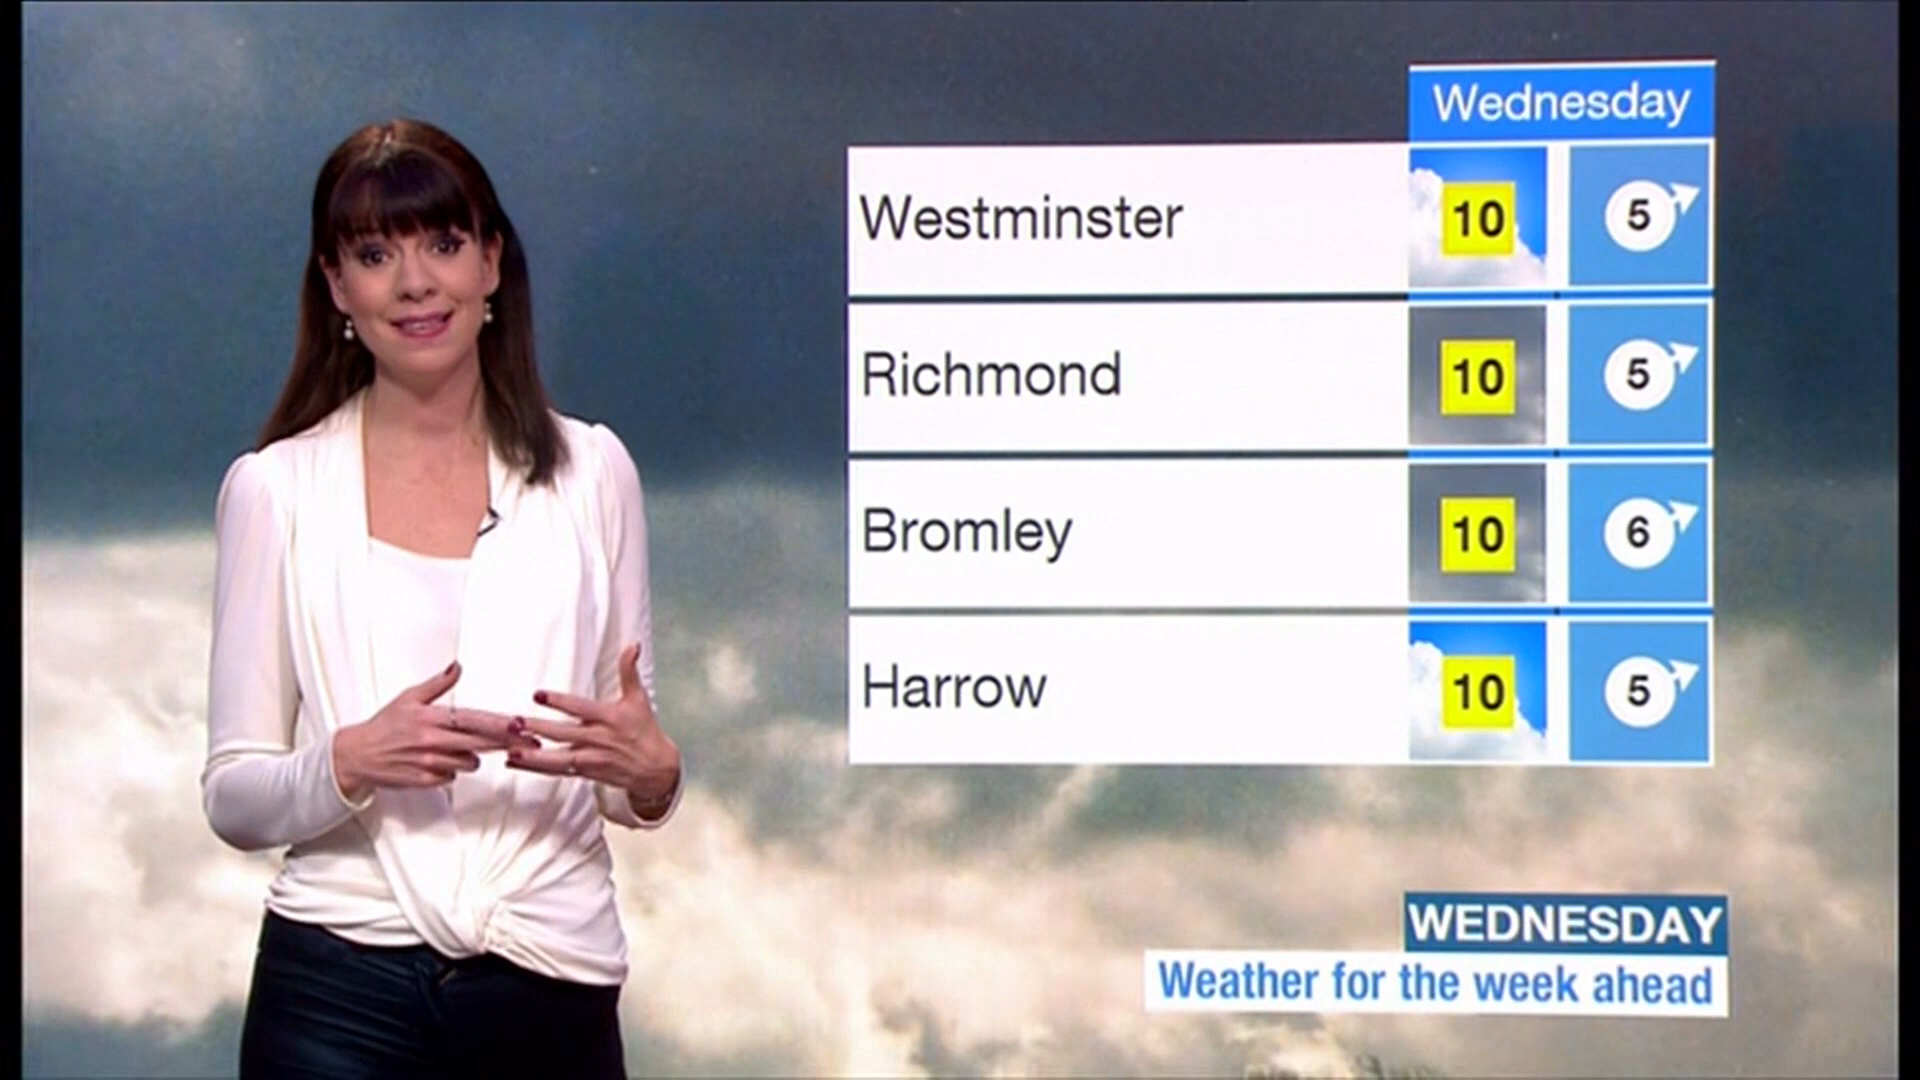 Wednesday
Westminster 10 5
Richmond 10 5
Bromley 10 6
Harrow 10 5
WEDNESDAY
Weather for the week ahead